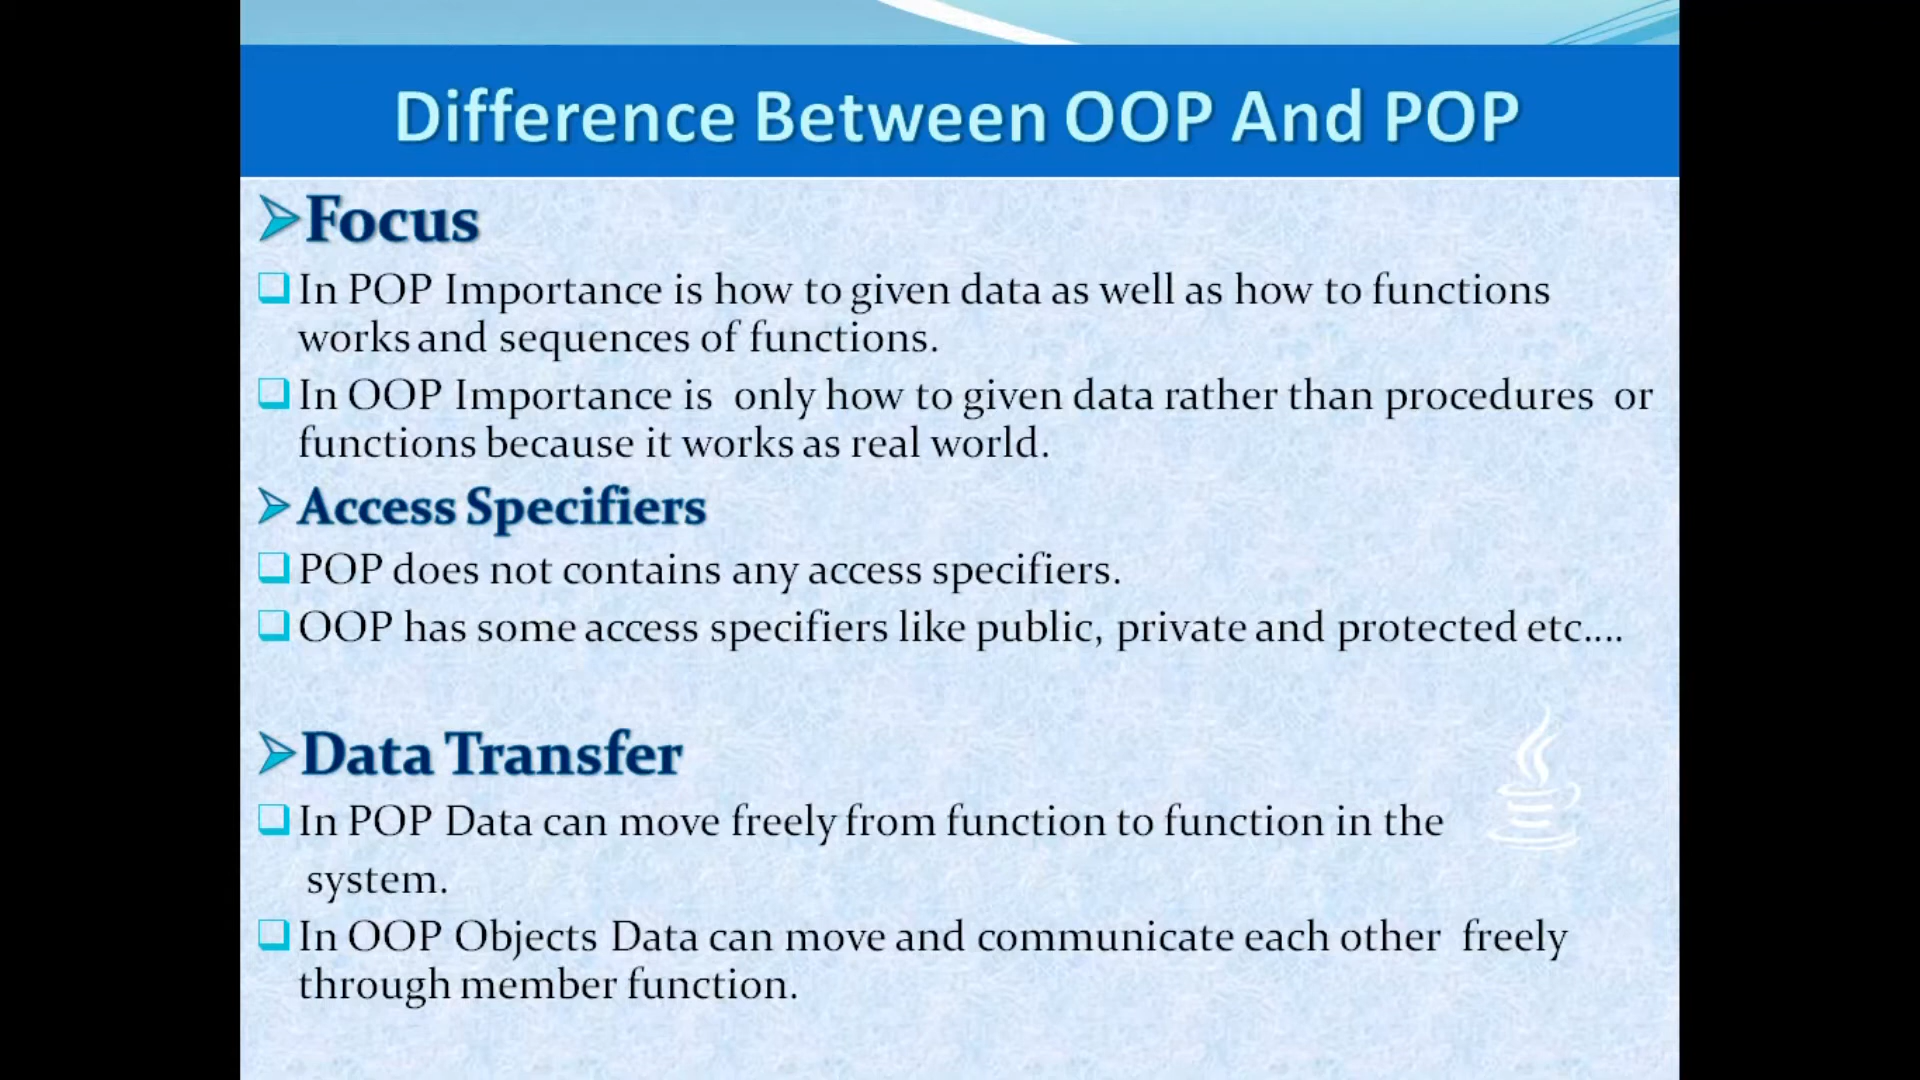 Difference Between OOP And POP
Focus
In POP Importance is how to given data as well as how to functions
works and sequences of functions.
In OOP Importance is only how to given data rather than procedures or
functions because it works as real world.
Access Specifiers
POP does not contains any access specifiers.
OOP has some access specifiers like public, private and protected etc....
Data Transfer
In POP Data can move freely from function to function in the
system.
In OOP Objects Data can move and communicate each other freely
through member function.